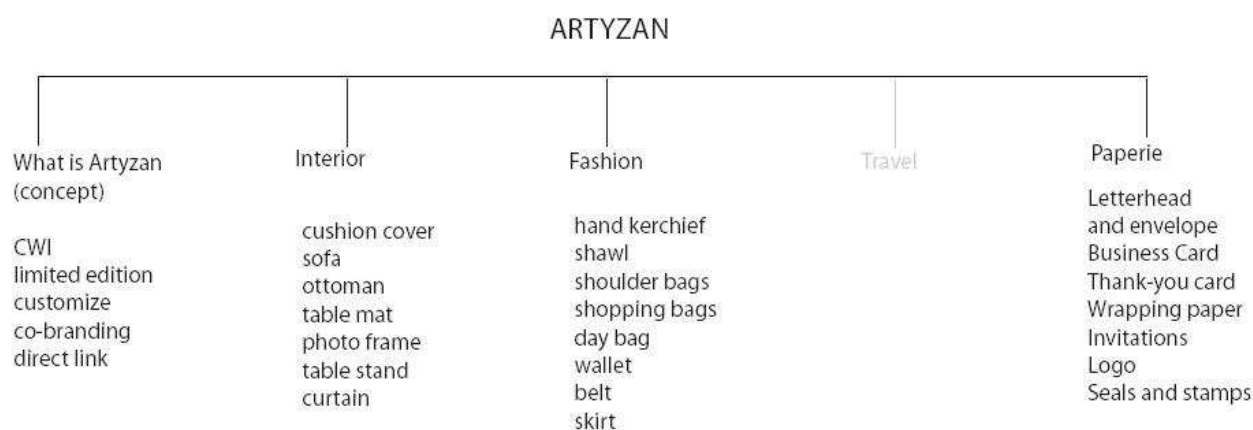 ARTYZAN
What is Artyzan
(concept)
CWI
limited edition
customize
co-branding
direct link
Interior
cushion cover
sofa
ottoman
table mat
photo frame
table stand
curtain
Fashion
hand kerchief
shawl
shoulder bags
shopping bags
day bag
wallet
belt
skirt
Travel
Paperie
Letterhead
and envelope
Business Card
Thank-you card
Wrapping paper
Invitations
Logo
Seals and stamps